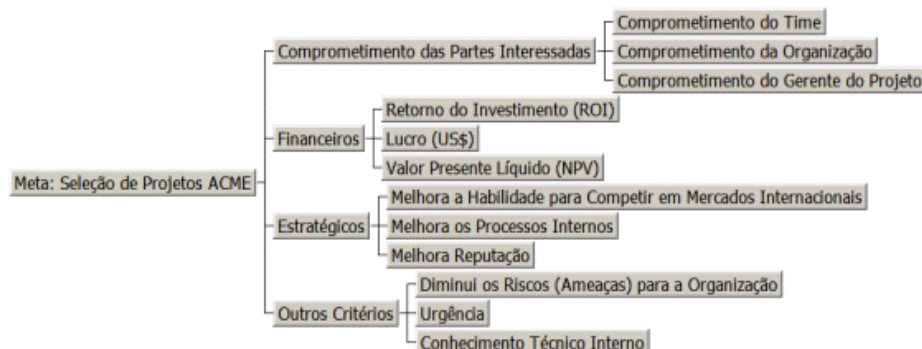 Comprometimento do Time
Comprometimento das Partes Interessadas
Comprometimento da Organização
Comprometimento do Gerente do Projeto
Retorno do Investimento (ROI)
Financeiros
Lucro (US$)
Valor Presente Líquido (NPV)
Meta: Seleção de Projetos ACME
Melhora a Habilidade para Competir em Mercados Internacionais
Estratégicos
Melhora os Processos Internos
Melhora Reputação
Diminui os Riscos (Ameaças) para a Organização
Outros Critérios
Urgência
Conhecimento Técnico Interno